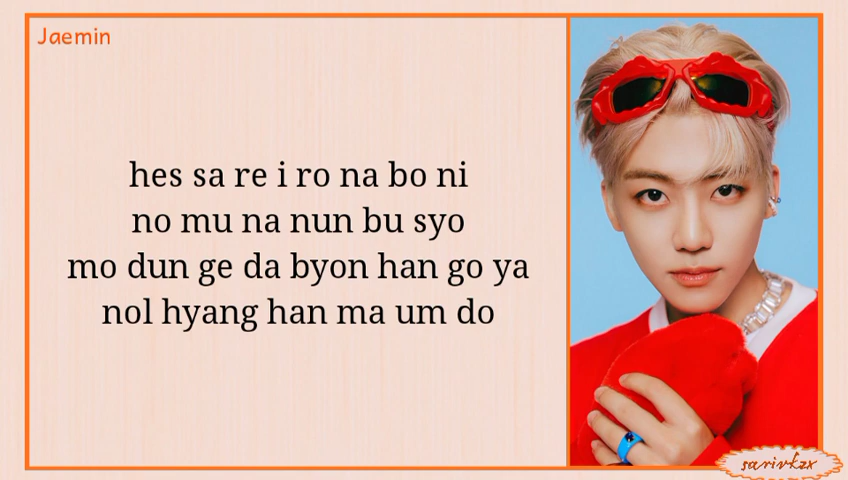 Jaemin
hes sa re i ro na bo ni
no mu na nun bu syo
mo dun ge da byon han go ya
nol hyang han ma um do
sarivkzx